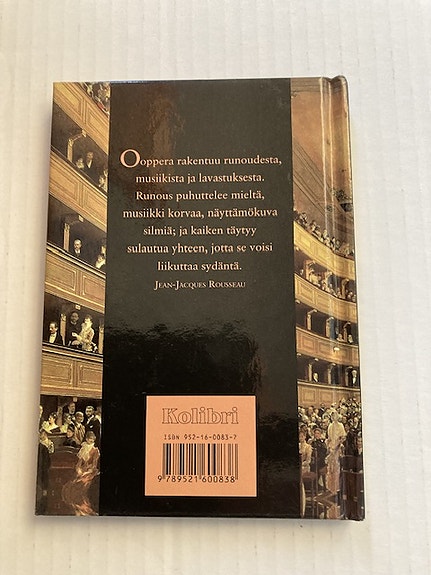 Ooppera rakentuu runoudesta,
musiikista ja lavastuksesta.
Runous puhuttelee mieltä,
musiikki korvaa, näyttämökuva
silmiä; ja kaiken täytyy
sulautua yhteen, jotta se voisi
liikuttaa sydäntä.
Jean-Jacques Rousseau
Kolibri
ISBN 952-16-0083-7
9 789521 600838